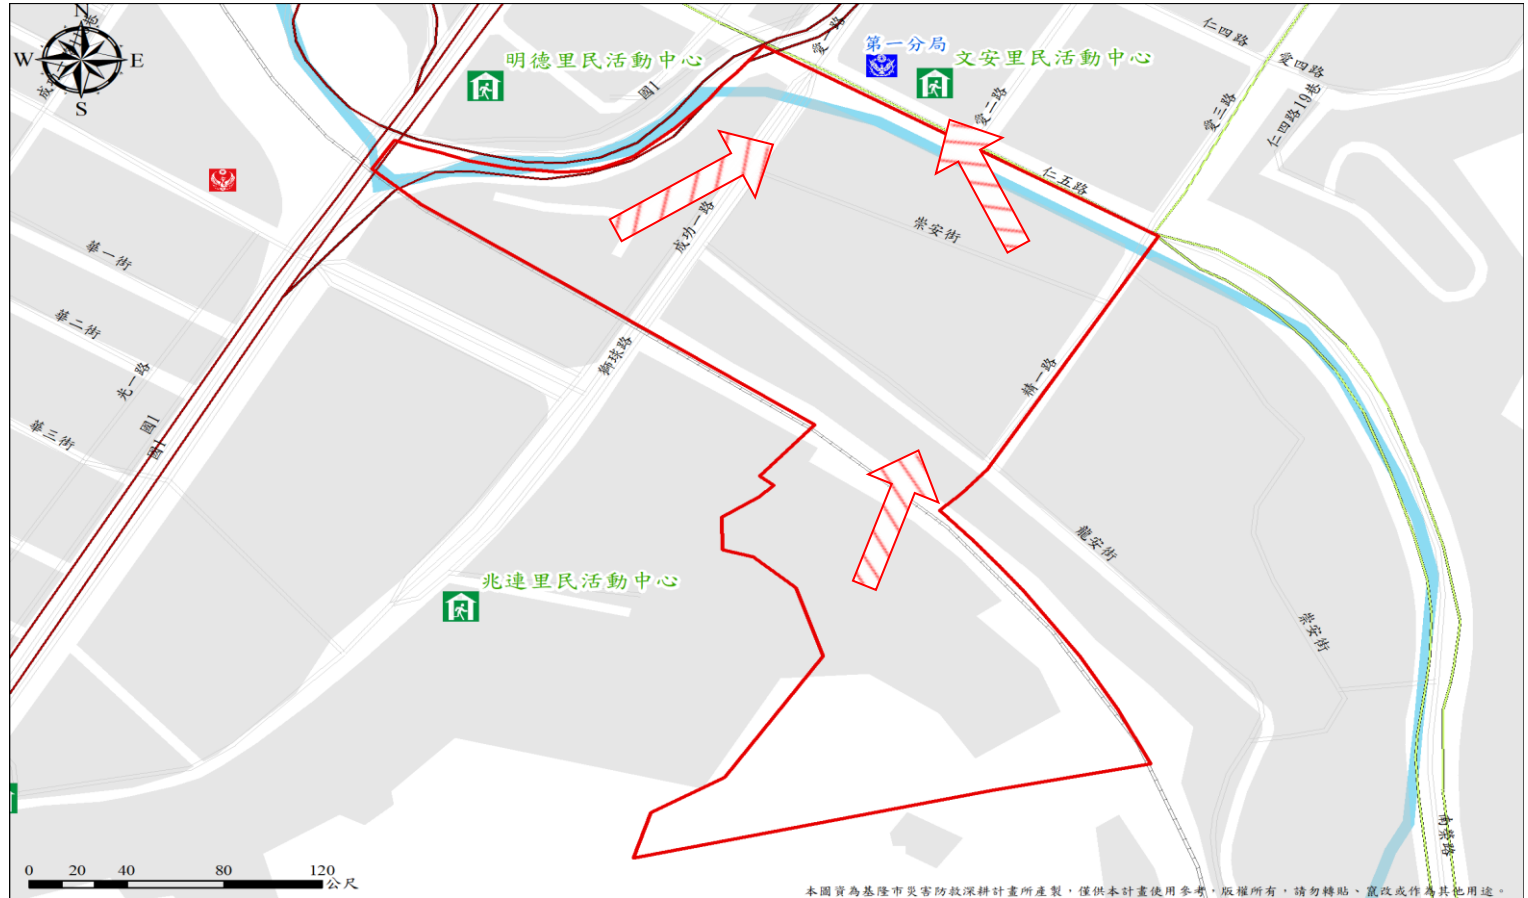 N
W
E
S
愛一路
第一分局
文安里民活動中心
仁四路
愛四路
明德里民活動中心
國1
愛二路
愛三路
仁四路19巷
仁五路
成功一路
崇安街
華一街
華二街
光一路
國1
國1
華三街
獅球路
精一路
龍安街
兆連里民活動中心
崇安街
南榮路
0 20 40 80 120
公尺
本圖資為基隆市災害防救深耕計畫所產製，僅供本計畫使用參考，版權所有，請勿轉貼、竄改或作為其他用途。